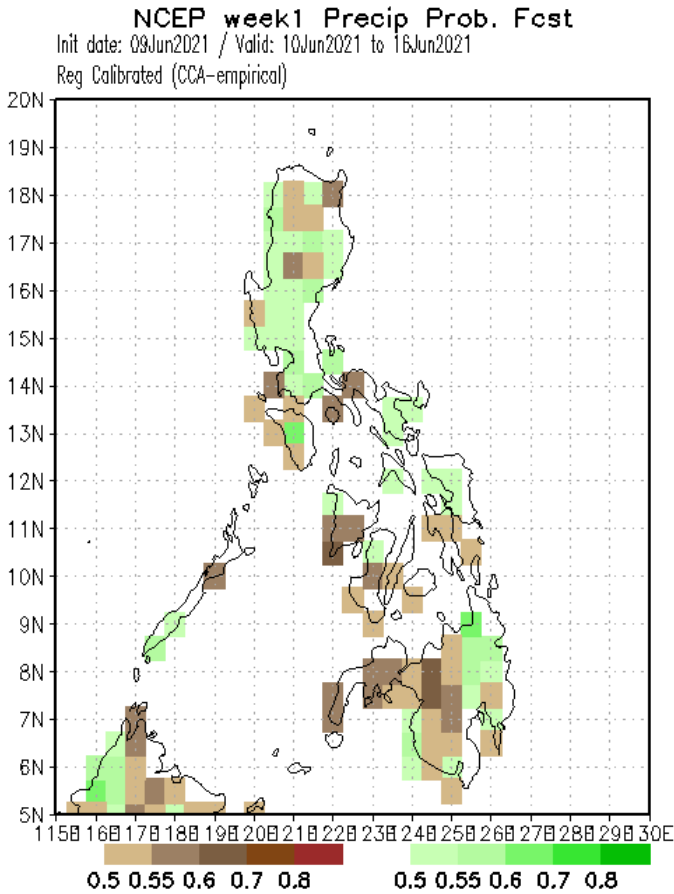 NCEP week1 Precip Prob. Fcst
Init date: 09Jun2021 / Valid: 10Jun2021 to 16Jun2021
Reg Calibrated (CCA-empirical)
20N
19N
18N
17N
16N
15N
14N
13N
12N
11N
10N
9N
8N
7N
6N
5N
115E 116E 117E 118E 119E 120E 121E 122E 123E 124E 125E 126E 127E 128E 129E 130E
0.5 0.55 0.6 0.7 0.8 0.5 0.55 0.6 0.7 0.8